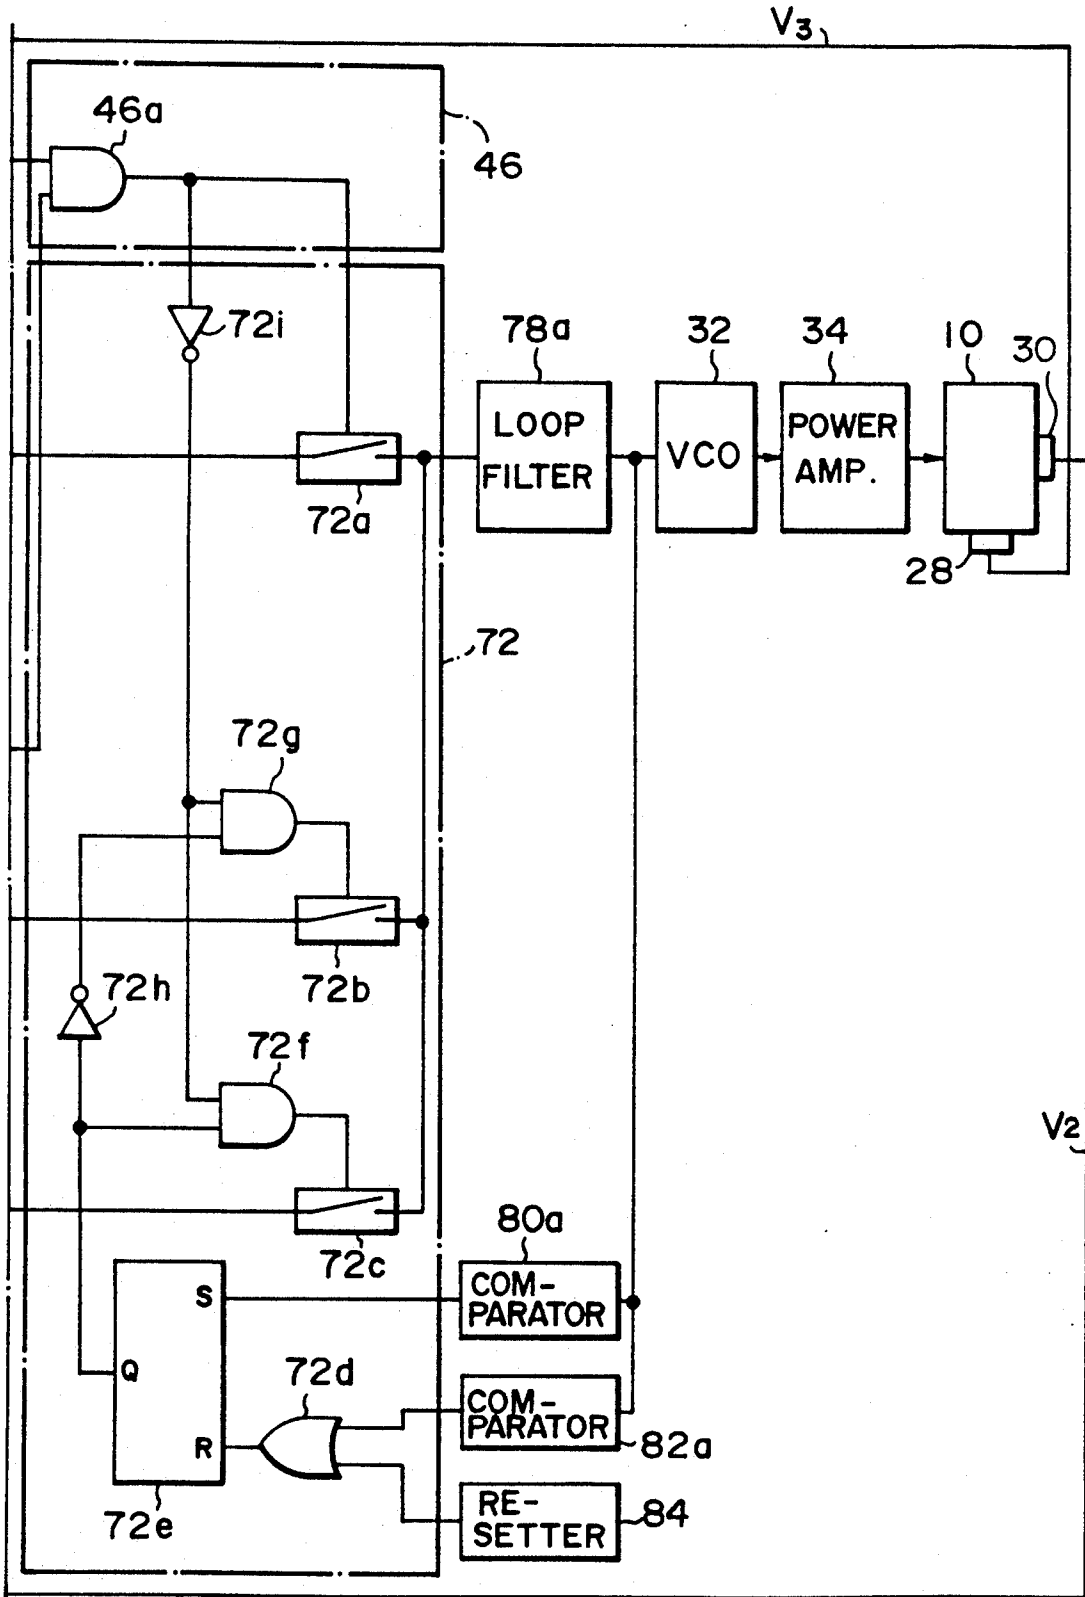 V3
46a
46
72i
78a
32
34
10
30
LOOP
FILTER
VCO
POWER
AMP.
72a
28
72
72g
72b
72h
72f
V2
72c
80a
COM-
PARATOR
S
Q
R
72d
COM-
PARATOR
82a
72e
RE-
SETTER
84